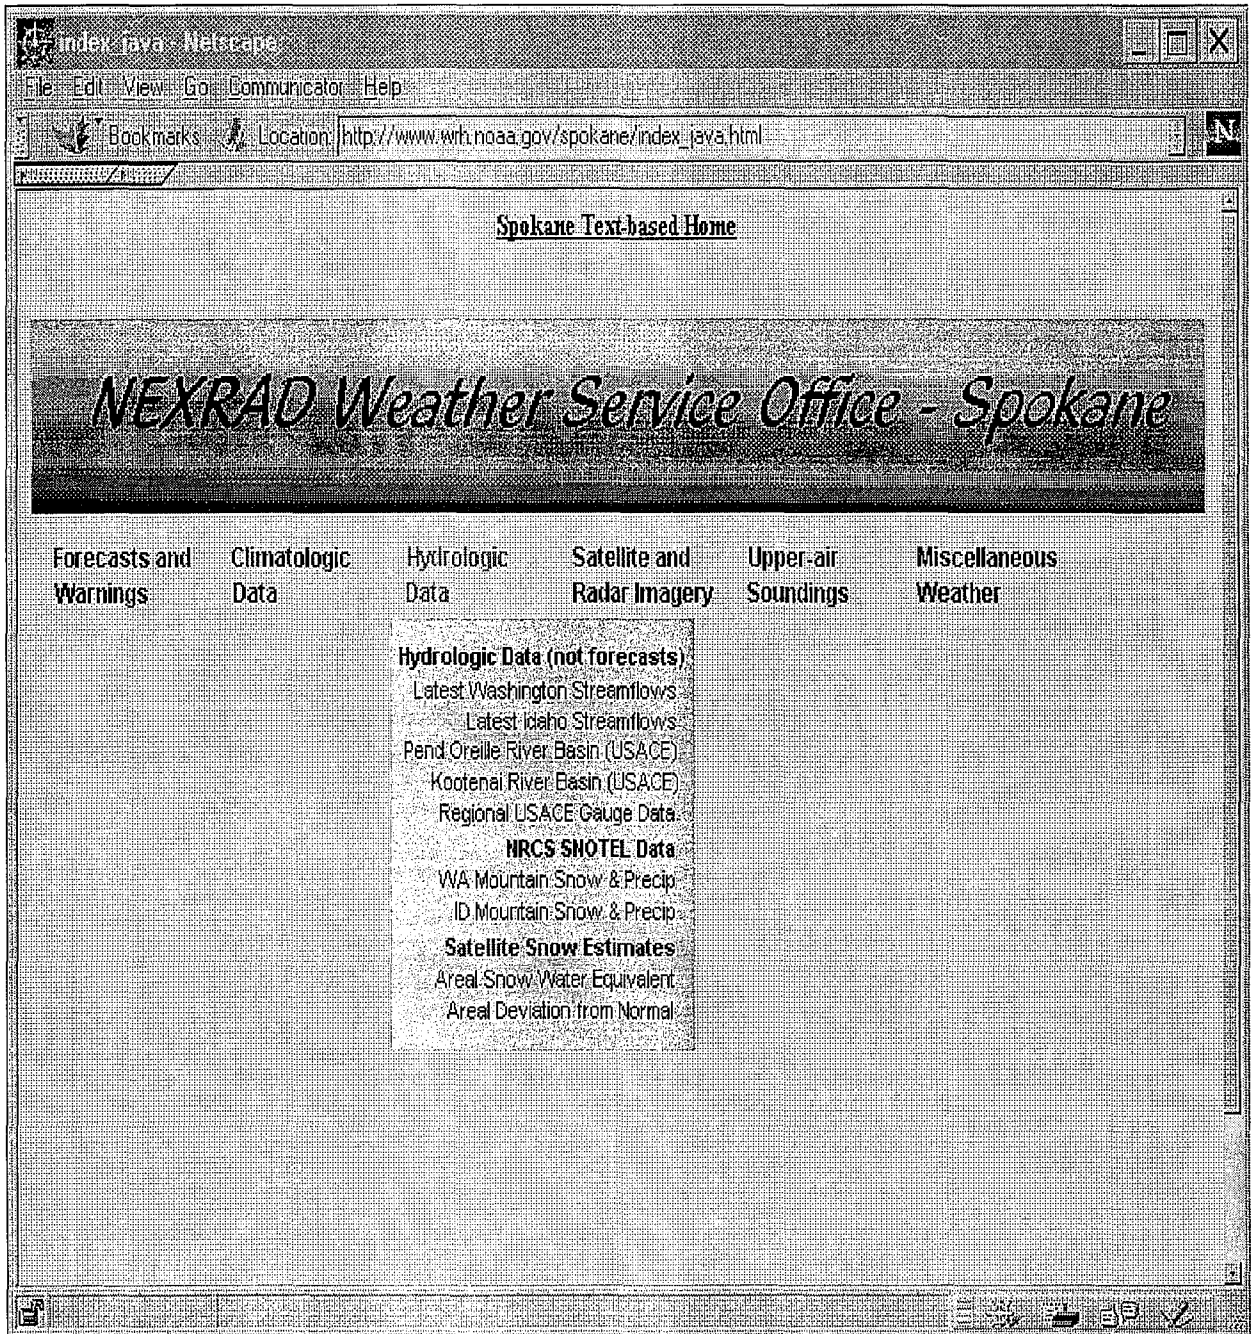 index_java - Netscape
File Edit View Go Communicator Help
Bookmarks Location: http://www.wrh.noaa.gov/spokane/index_java.html
N
Spokane Text-based Home
NEXRAD Weather Service Office - Spokane
Forecasts and Warnings
Climatologic Data
Hydrologic Data
Satellite and Radar Imagery
Upper-air Soundings
Miscellaneous Weather
Hydrologic Data (not forecasts)
Latest Washington Streamflows
Latest Idaho Streamflows
Pend Oreille River Basin (USACE)
Kootenai River Basin (USACE)
Regional USACE Gauge Data
NRCS SNOTEL Data
WA Mountain Snow & Precip
ID Mountain Snow & Precip
Satellite Snow Estimates
Areal Snow Water Equivalent
Areal Deviation from Normal